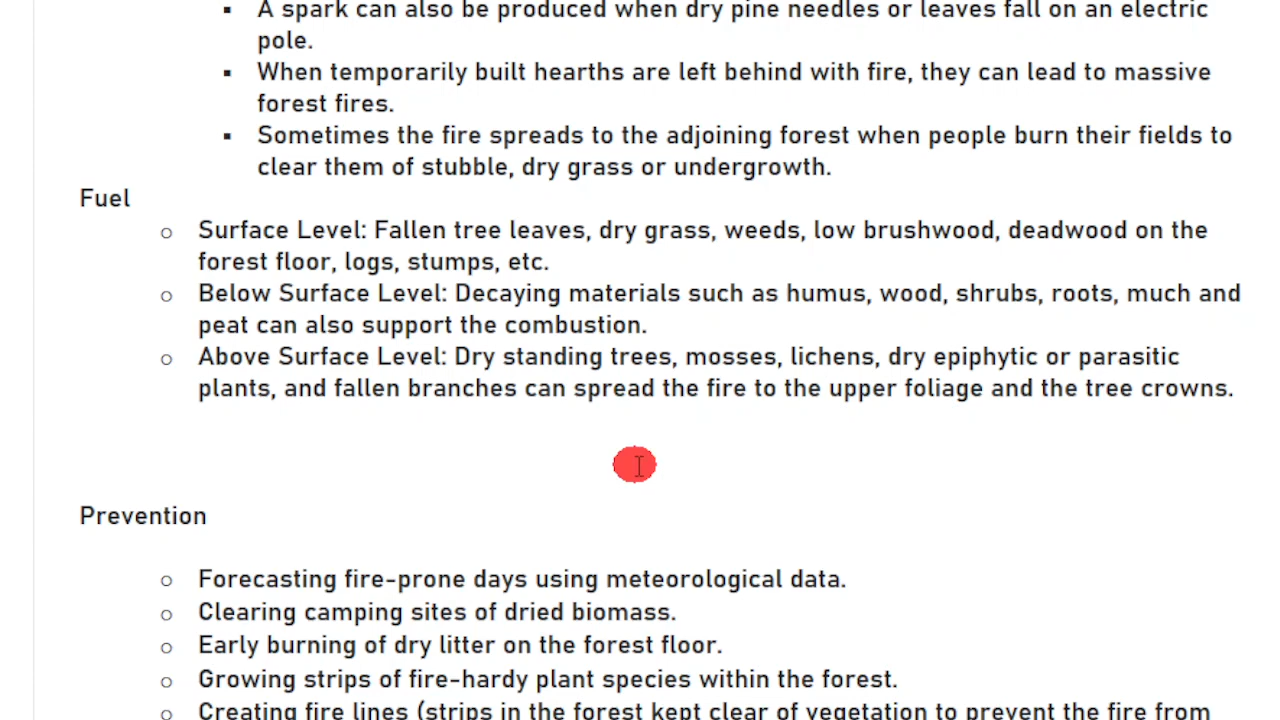 ▪ A spark can also be produced when dry pine needles or leaves fall on an electric
pole.
▪ When temporarily built hearths are left behind with fire, they can lead to massive
forest fires.
▪ Sometimes the fire spreads to the adjoining forest when people burn their fields to
clear them of stubble, dry grass or undergrowth.
Fuel
○ Surface Level: Fallen tree leaves, dry grass, weeds, low brushwood, deadwood on the
forest floor, logs, stumps, etc.
○ Below Surface Level: Decaying materials such as humus, wood, shrubs, roots, much and
peat can also support the combustion.
○ Above Surface Level: Dry standing trees, mosses, lichens, dry epiphytic or parasitic
plants, and fallen branches can spread the fire to the upper foliage and the tree crowns.
Prevention
○ Forecasting fire-prone days using meteorological data.
○ Clearing camping sites of dried biomass.
○ Early burning of dry litter on the forest floor.
○ Growing strips of fire-hardy plant species within the forest.
○ Creating fire lines (strips in the forest kept clear of vegetation to prevent the fire from